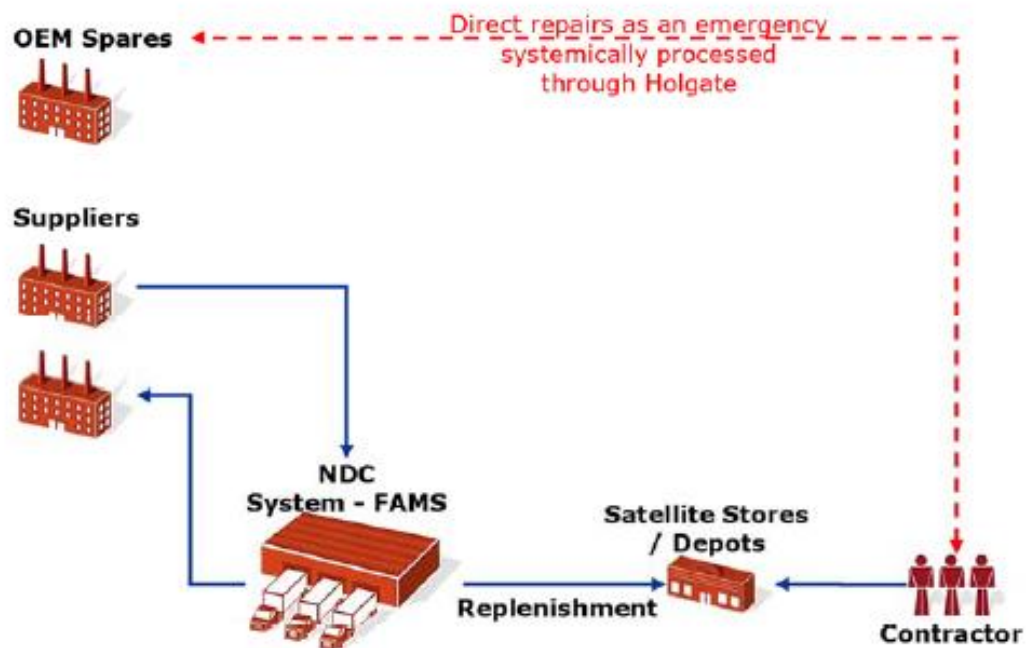 OEM Spares
Direct repairs as an emergency
systemically processed
through Holgate
Suppliers
NDC
System - FAMS
Satellite Stores
/ Depots
Replenishment
Contractor